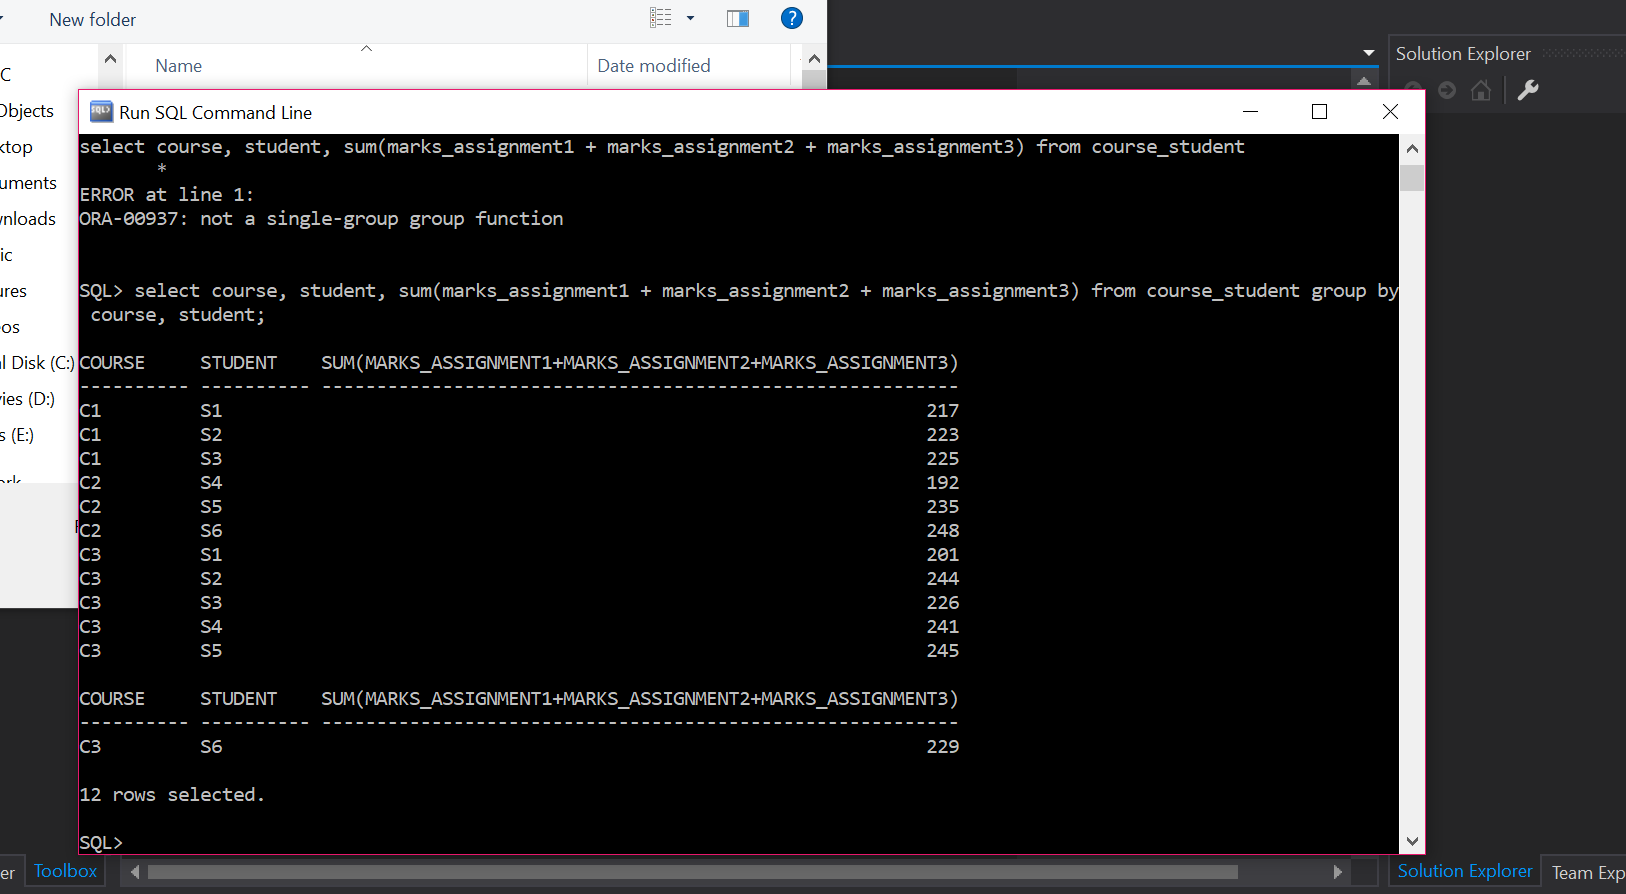 New folder
Name Date modified
C
Objects
ktop
uments
wnloads
ic
ures
os
l Disk (C:)
vies (D:)
s (E:)
Solution Explorer
SQL> Run SQL Command Line
select course, student, sum(marks_assignment1 + marks_assignment2 + marks_assignment3) from course_student
*
ERROR at line 1:
ORA-00937: not a single-group group function
SQL> select course, student, sum(marks_assignment1 + marks_assignment2 + marks_assignment3) from course_student group by
course, student;
COURSE STUDENT SUM(MARKS_ASSIGNMENT1+MARKS_ASSIGNMENT2+MARKS_ASSIGNMENT3)
---------- ---------- ----------------------------------------------------------
C1 S1 217
C1 S2 223
C1 S3 225
C2 S4 192
C2 S5 235
C2 S6 248
C3 S1 201
C3 S2 244
C3 S3 226
C3 S4 241
C3 S5 245
COURSE STUDENT SUM(MARKS_ASSIGNMENT1+MARKS_ASSIGNMENT2+MARKS_ASSIGNMENT3)
---------- ---------- ----------------------------------------------------------
C3 S6 229
12 rows selected.
SQL>
er Toolbox
Solution Explorer Team Exp